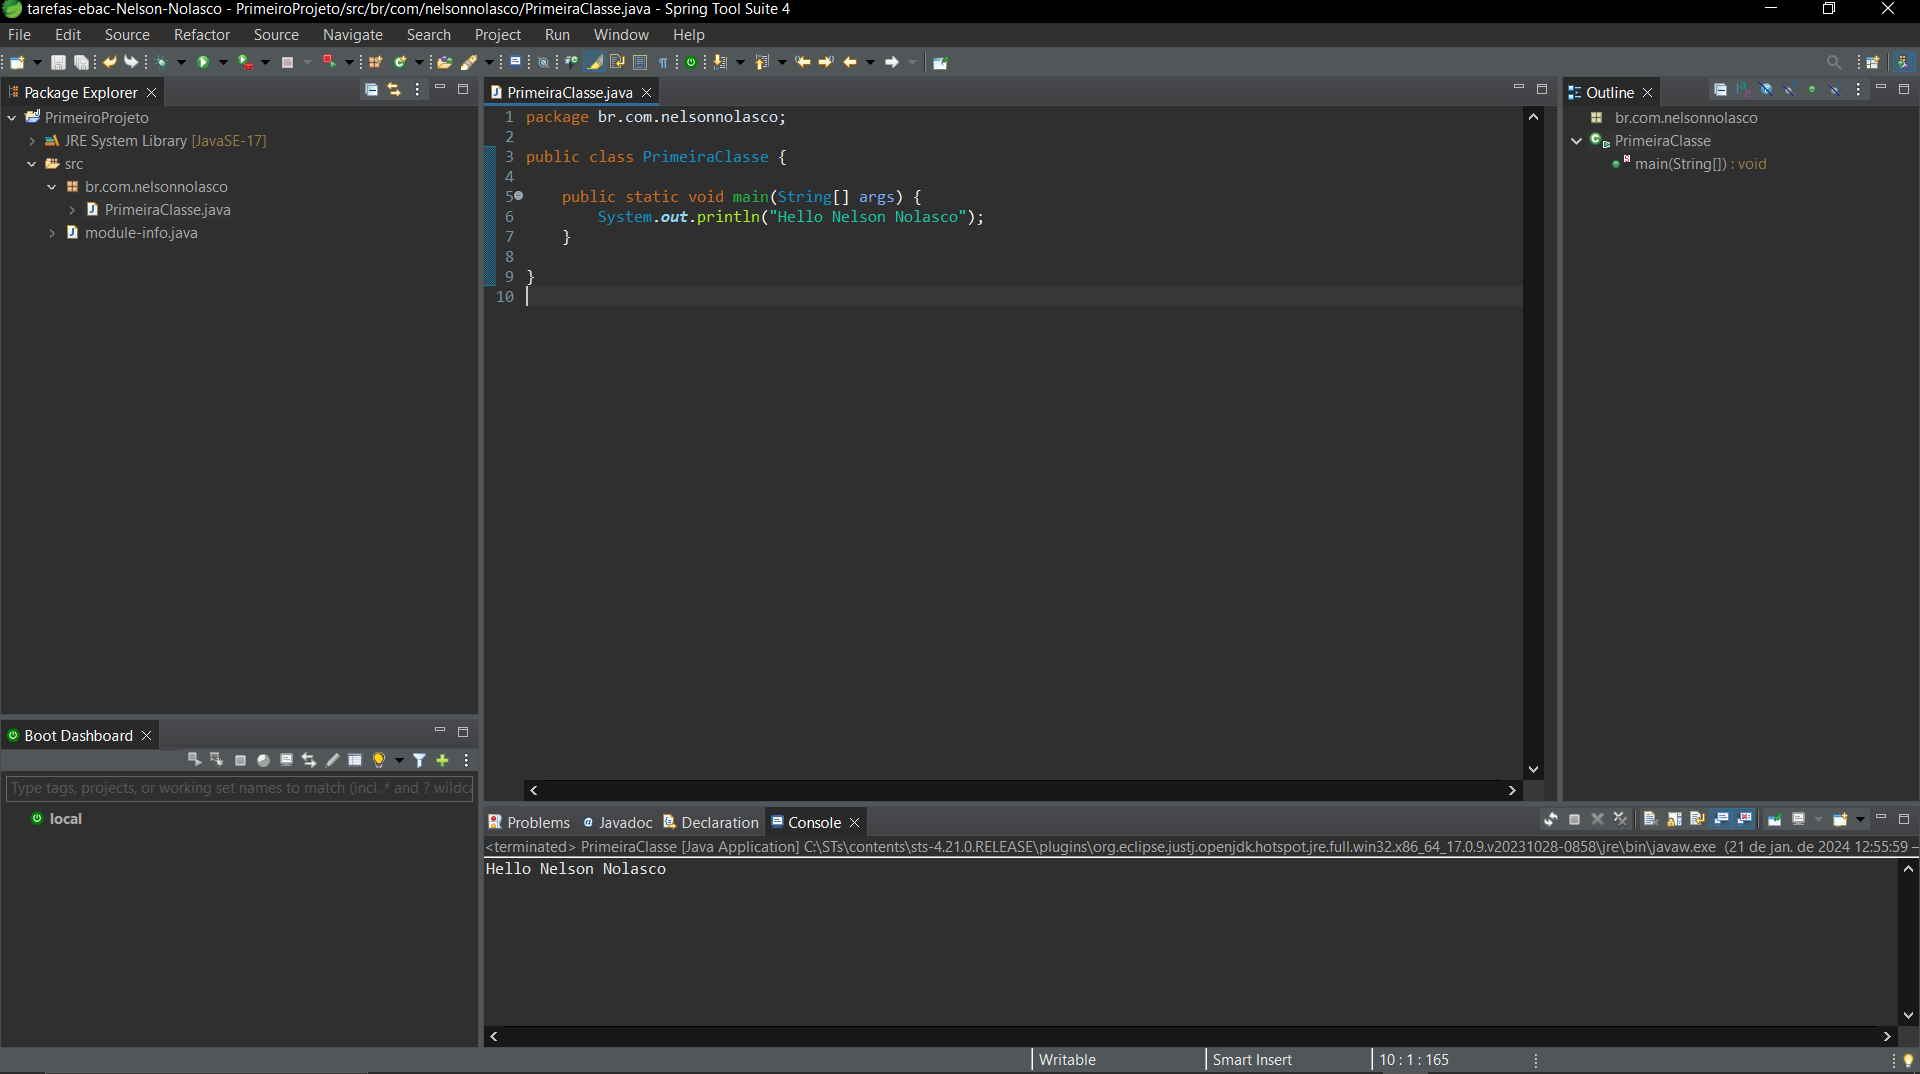 tarefas-ebac-Nelson-Nolasco - PrimeiroProjeto/src/br/com/nelsonnolasco/PrimeiraClasse.java - Spring Tool Suite 4
File Edit Source Refactor Source Navigate Search Project Run Window Help
Package Explorer
PrimeiroProjeto
JRE System Library [JavaSE-17]
src
br.com.nelsonnolasco
PrimeiraClasse.java
module-info.java
PrimeiraClasse.java
1 package br.com.nelsonnolasco;
2
3 public class PrimeiraClasse {
4
5 public static void main(String[] args) {
6 System.out.println("Hello Nelson Nolasco");
7 }
8
9 }
10
Outline
br.com.nelsonnolasco
PrimeiraClasse
main(String[]) : void
Boot Dashboard
Type tags, projects, or working set names to match (incl. * and ? wildca
local
Problems Javadoc Declaration Console
<terminated> PrimeiraClasse [Java Application] C:\STs\contents\sts-4.21.0.RELEASE\plugins\org.eclipse.justj.openjdk.hotspot.jre.full.win32.x86_64_17.0.9.v20231028-0858\jre\bin\javaw.exe (21 de jan. de 2024 12:55:59 –
Hello Nelson Nolasco
Writable Smart Insert 10 : 1 : 165